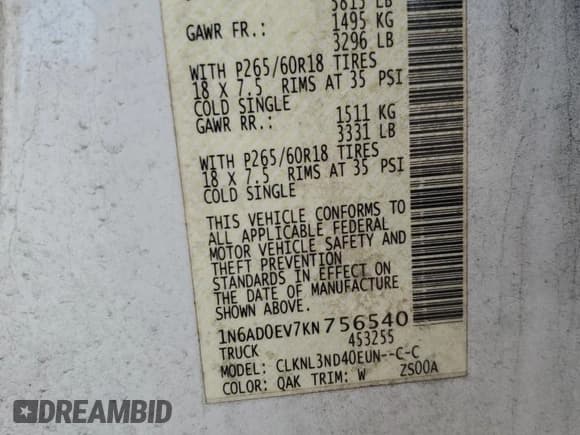 5815 LB
GAWR FR.: 1495 KG
3296 LB
WITH P265/60R18 TIRES
18 X 7.5 RIMS AT 35 PSI
COLD SINGLE
GAWR RR.: 1511 KG
3331 LB
WITH P265/60R18 TIRES
18 X 7.5 RIMS AT 35 PSI
COLD SINGLE
THIS VEHICLE CONFORMS TO
ALL APPLICABLE FEDERAL
MOTOR VEHICLE SAFETY AND
THEFT PREVENTION
STANDARDS IN EFFECT ON
THE DATE OF MANUFACTURE
SHOWN ABOVE.
1N6AD0EV7KN756540
TRUCK 453255
MODEL: CLKNL3ND40EUN--C-C
COLOR: QAK TRIM: W ZS00A
DREAMBID